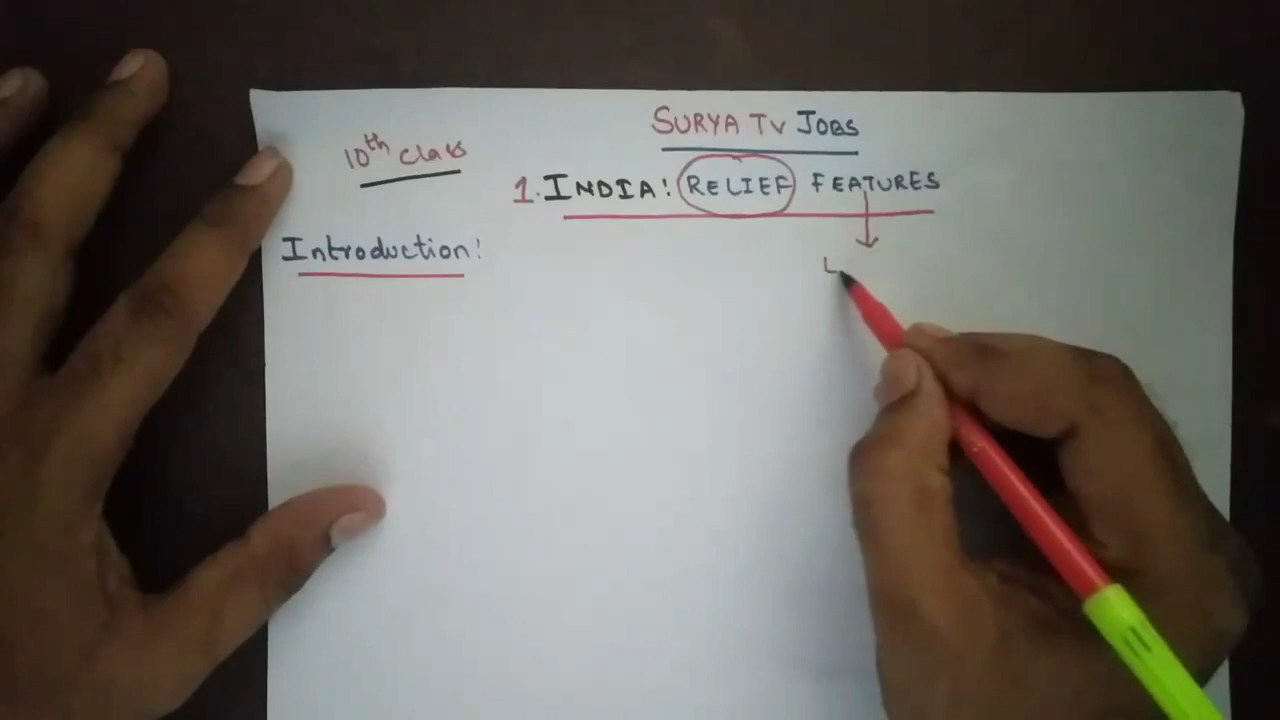 SURYA TV JOBS
10th class
1. INDIA: RELIEF FEATURES
Introduction: